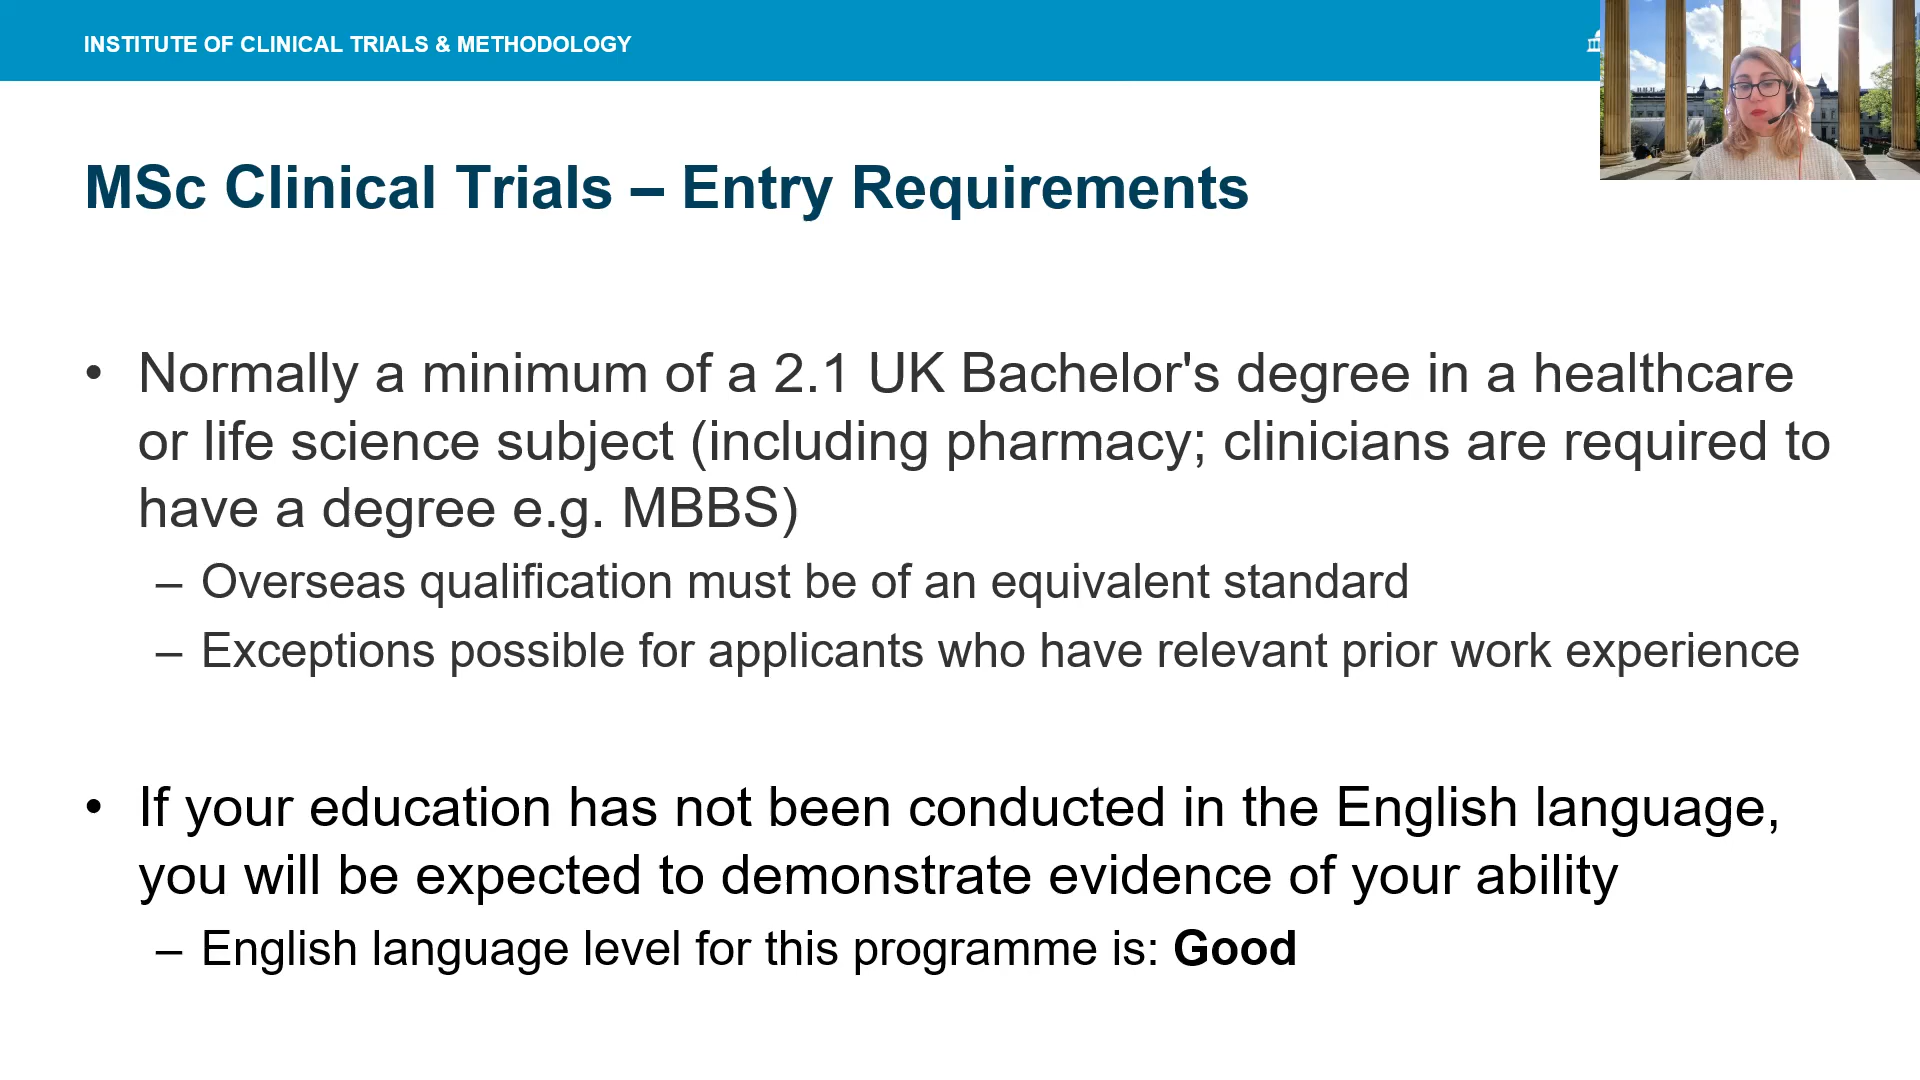 INSTITUTE OF CLINICAL TRIALS & METHODOLOGY
MSc Clinical Trials – Entry Requirements
• Normally a minimum of a 2.1 UK Bachelor's degree in a healthcare
or life science subject (including pharmacy; clinicians are required to
have a degree e.g. MBBS)
– Overseas qualification must be of an equivalent standard
– Exceptions possible for applicants who have relevant prior work experience
• If your education has not been conducted in the English language,
you will be expected to demonstrate evidence of your ability
– English language level for this programme is: Good